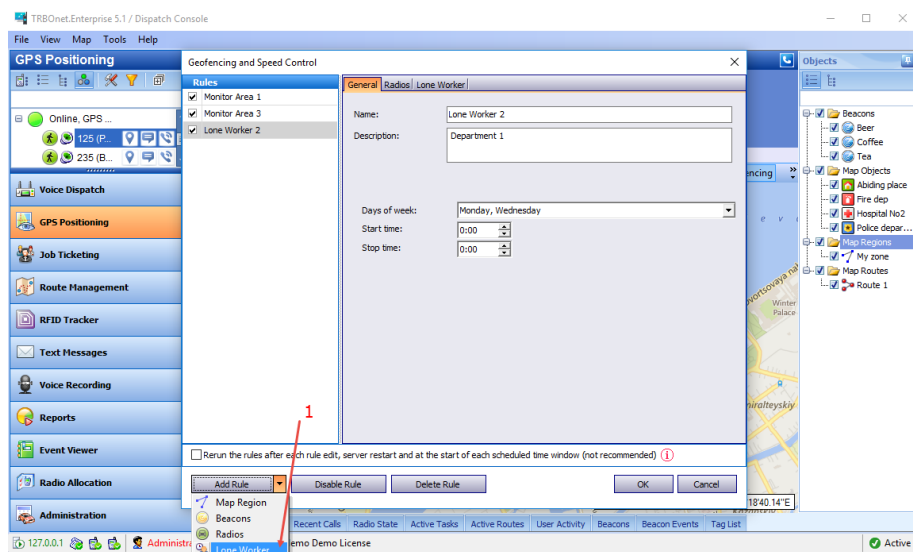 TRBOnet.Enterprise 5.1 / Dispatch Console
File View Map Tools Help
GPS Positioning
Online, GPS ...
125 (P...
235 (B...
Voice Dispatch
GPS Positioning
Job Ticketing
Route Management
RFID Tracker
Text Messages
Voice Recording
Reports
Event Viewer
Radio Allocation
Administration
Geofencing and Speed Control
Rules
Monitor Area 1
Monitor Area 3
Lone Worker 2
General Radios Lone Worker
Name: Lone Worker 2
Description: Department 1
Days of week: Monday, Wednesday
Start time: 0:00
Stop time: 0:00
1
Rerun the rules after each rule edit, server restart and at the start of each scheduled time window (not recommended) i
Add Rule Disable Rule Delete Rule OK Cancel
Map Region
Beacons
Radios
Lone Worker
encing
e v
Winter
Palace
18'40.14"E
Recent Calls Radio State Active Tasks Active Routes User Activity Beacons Beacon Events Tag List
Objects
Beacons
Beer
Coffee
Tea
Map Objects
Abiding place
Fire dep
Hospital No2
Police depar...
Map Regions
My zone
Map Routes
Route 1
127.0.0.1 Administra emo Demo License Active